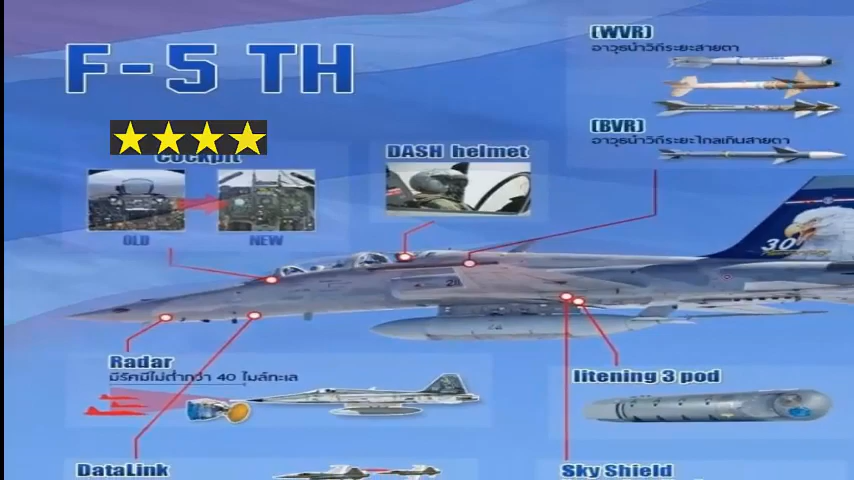 F-5 TH
(WVR)
อาวุธนำวิถีระยะสายตา
(BVR)
อาวุธนำวิถีระยะไกลเกินสายตา
Cockpit
OLD
NEW
DASH helmet
30
Radar
มีรัศมีไม่ต่ำกว่า 40 ไมล์ทะเล
litening 3 pod
DataLink
Sky Shield